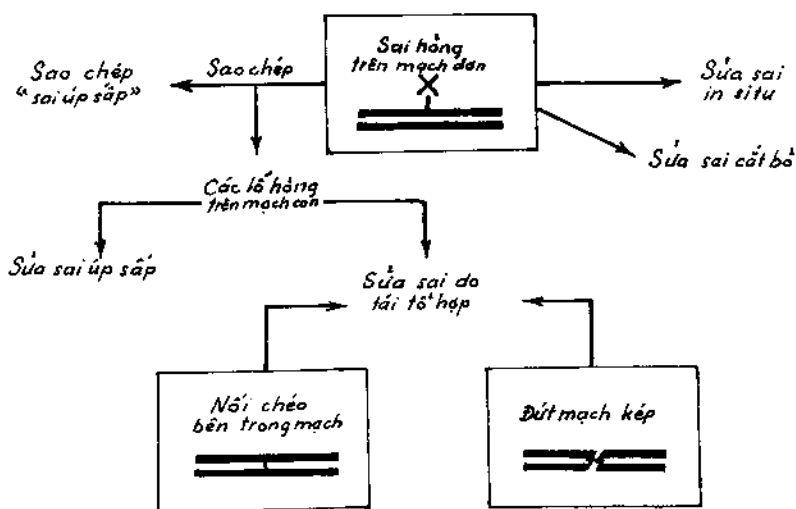 Sai hỏng
trên mạch đơn
Sao chép
"sai úp sấp"
Sao chép
Sửa sai
in situ
Sửa sai cắt bỏ
Các lỗ hỏng
trên mạch con
Sửa sai úp sấp
Sửa sai do
tái tổ hợp
Nối chéo
bên trong mạch
Đứt mạch kép